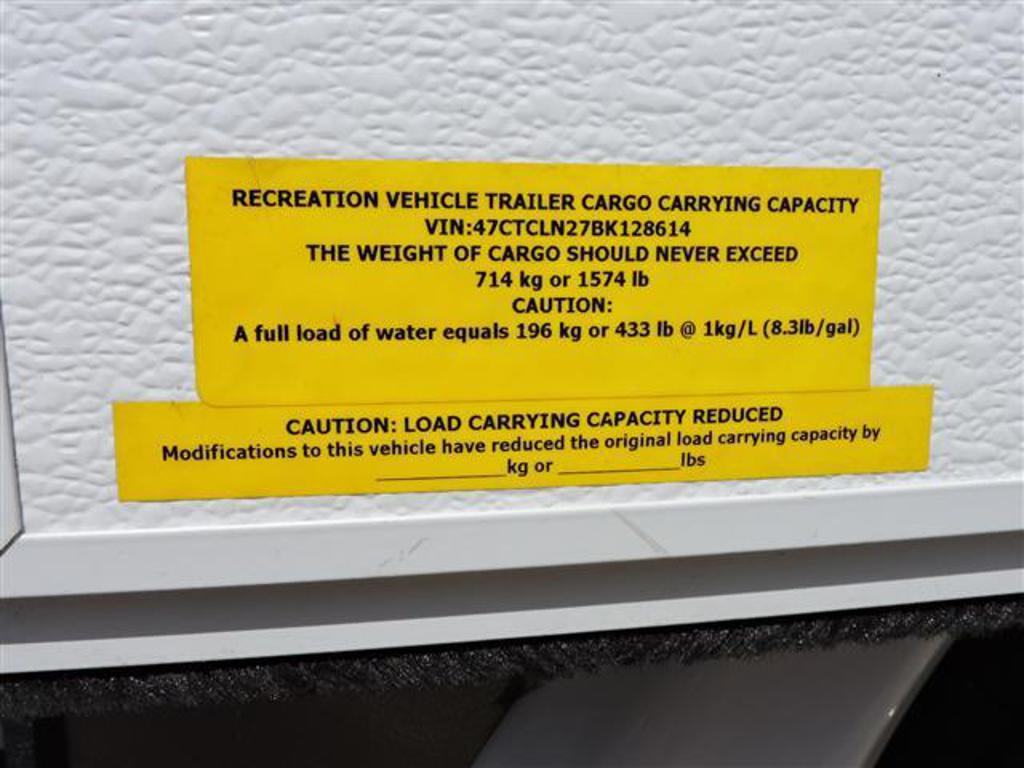 RECREATION VEHICLE TRAILER CARGO CARRYING CAPACITY
VIN:47CTCLN27BK128614
THE WEIGHT OF CARGO SHOULD NEVER EXCEED
714 kg or 1574 lb
CAUTION:
A full load of water equals 196 kg or 433 lb @ 1kg/L (8.3lb/gal)
CAUTION: LOAD CARRYING CAPACITY REDUCED
Modifications to this vehicle have reduced the original load carrying capacity by
____________kg or ____________lbs